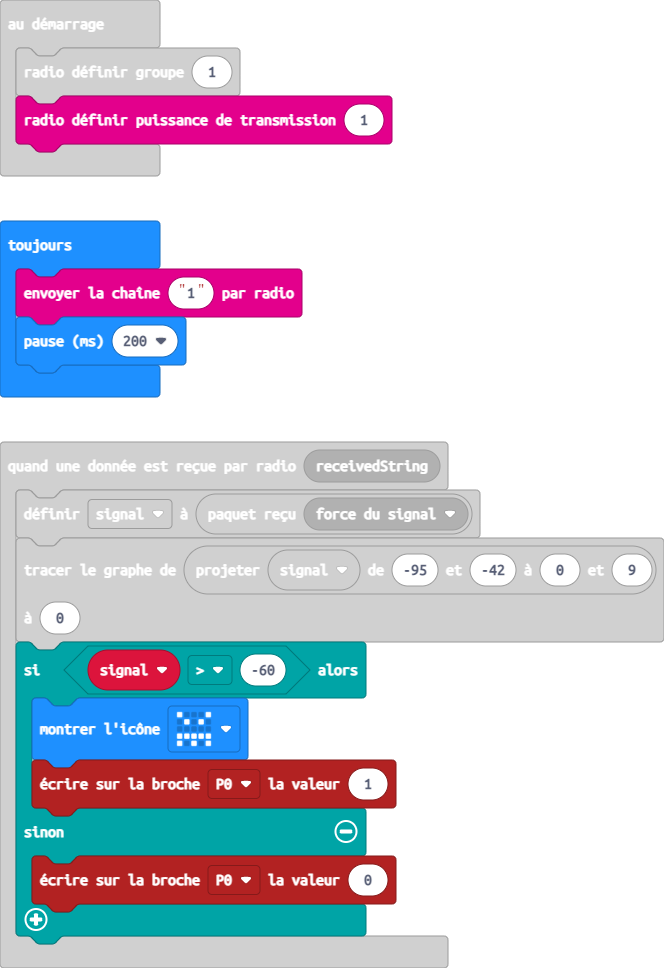 au démarrage
radio définir groupe 1
radio définir puissance de transmission 1
toujours
envoyer la chaîne "1" par radio
pause (ms) 200
quand une donnée est reçue par radio receivedString
définir signal à paquet reçu force du signal
tracer le graphe de projeter signal de -95 et -42 à 0 et 9
à 0
si signal > -60 alors
montrer l'icône
écrire sur la broche P0 la valeur 1
sinon
écrire sur la broche P0 la valeur 0